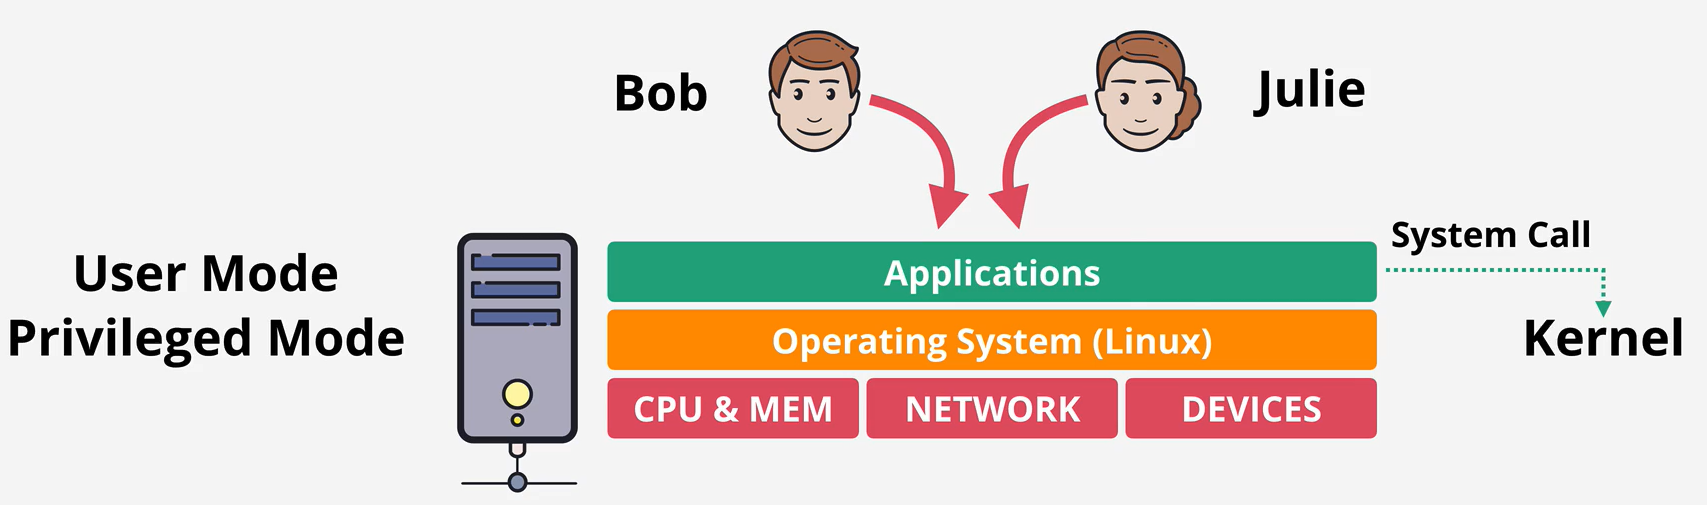 Bob
Julie
System Call
User Mode
Applications
Privileged Mode
Operating System (Linux)
Kernel
CPU & MEM
NETWORK
DEVICES